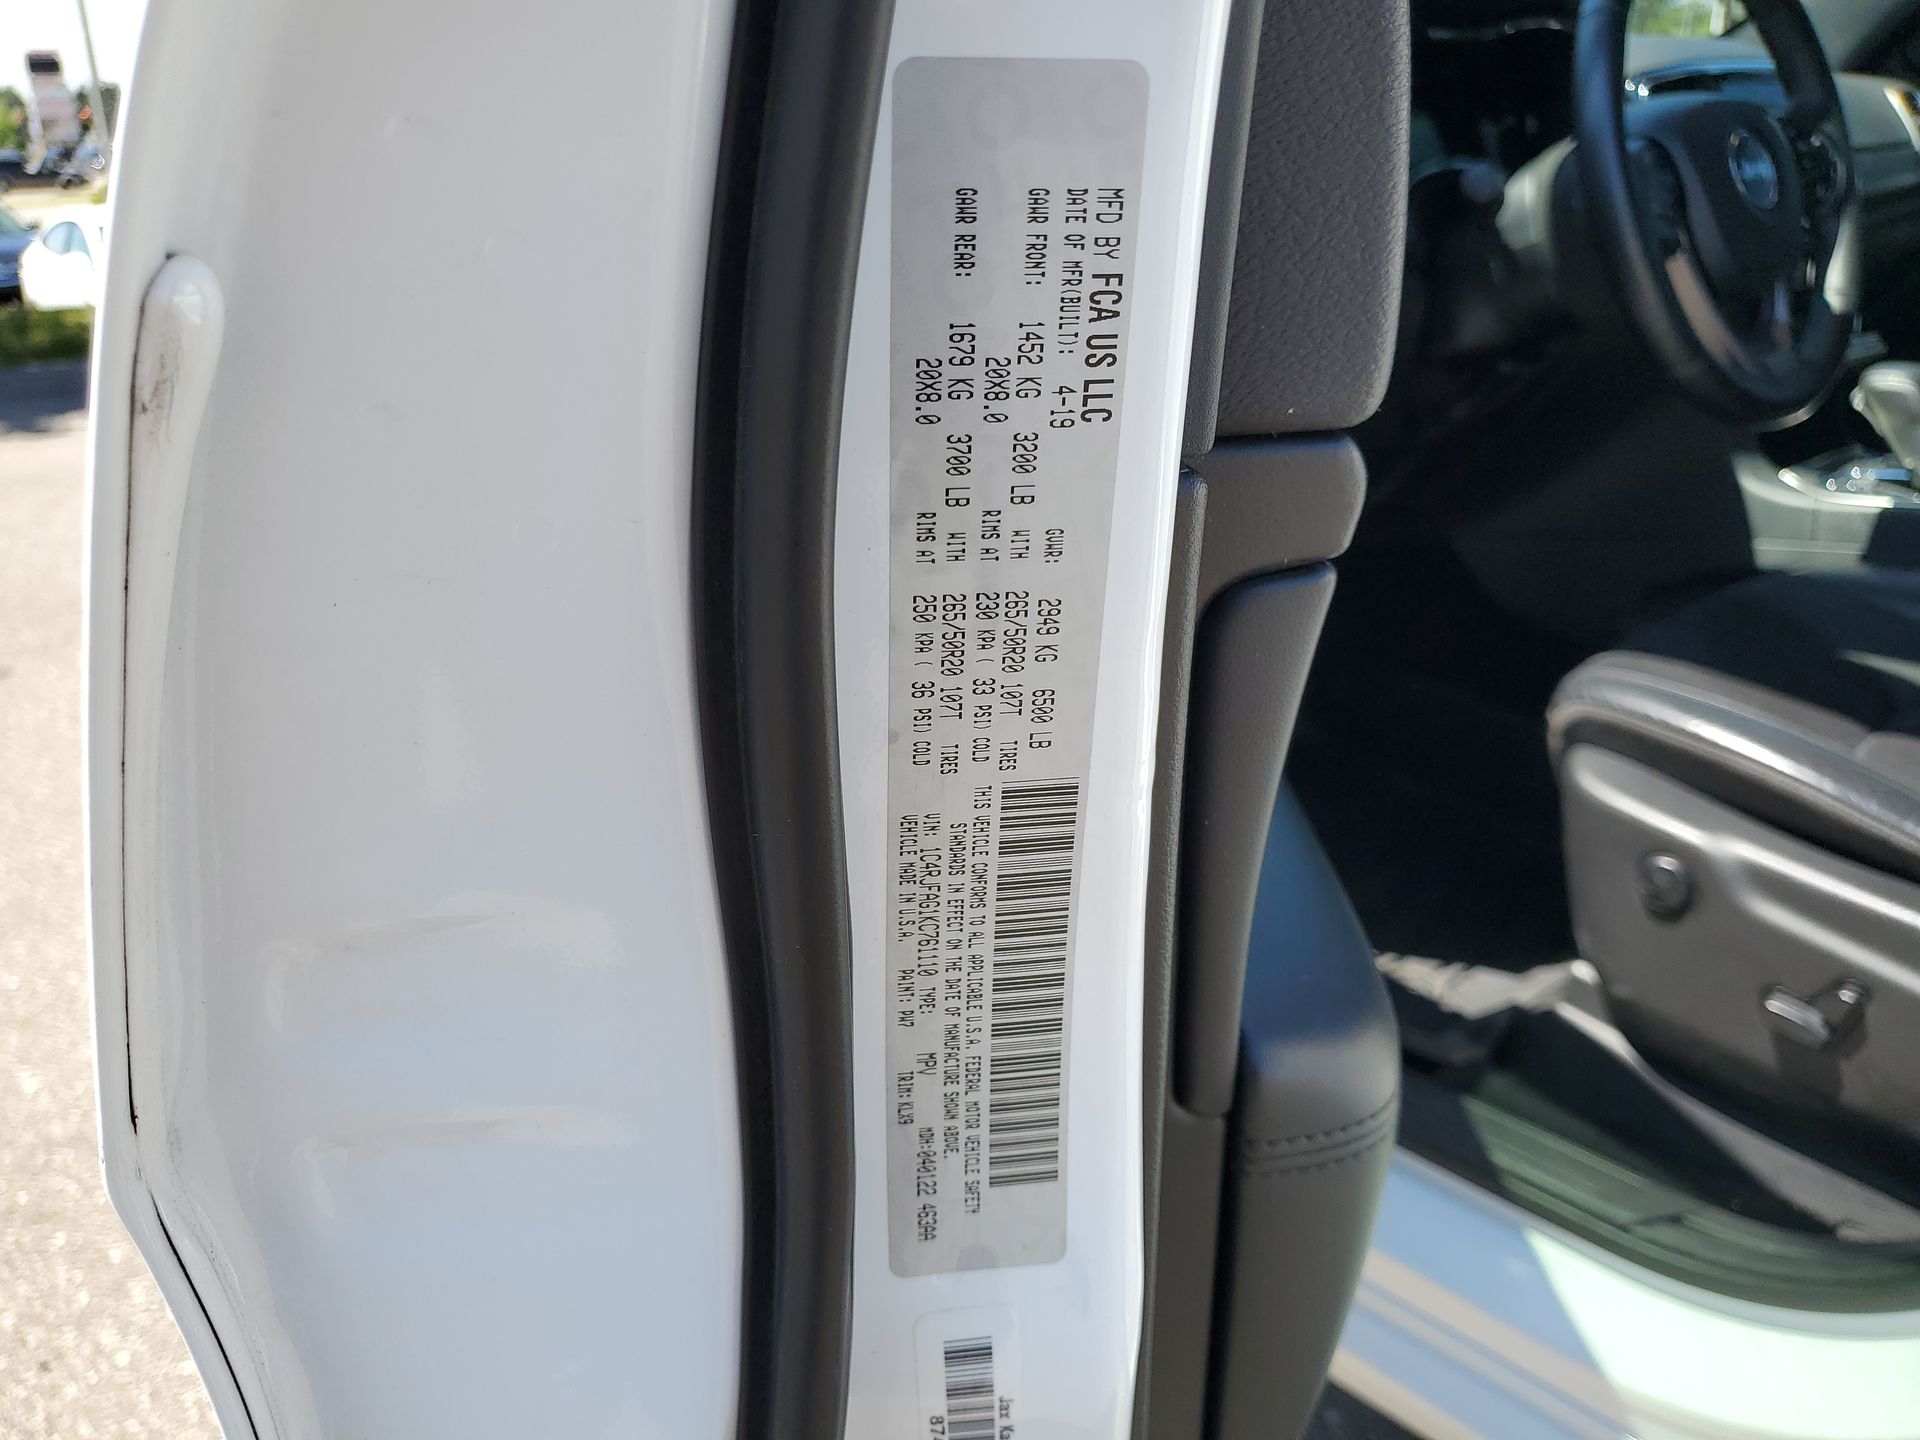 MFD BY FCA US LLC
DATE OF MFR(BUILT): 4-19 GVWR: 2949 KG 6500 LB
GAWR FRONT: 1452 KG 3200 LB WITH 265/50R20 107T TIRES
20X8.0 RIMS AT 230 KPA ( 33 PSI) COLD
GAWR REAR: 1679 KG 3700 LB WITH 265/50R20 107T TIRES
20X8.0 RIMS AT 250 KPA ( 36 PSI) COLD
THIS VEHICLE CONFORMS TO ALL APPLICABLE U.S.A. FEDERAL MOTOR VEHICLE SAFETY
STANDARDS IN EFFECT ON THE DATE OF MANUFACTURE SHOWN ABOVE.
VIN: 1C4RJFAG1KC761110 TYPE: MPV MDH:040122 463AA
VEHICLE MADE IN U.S.A. PAINT: PW7 TRIM: KLX9
Jax Ka
874